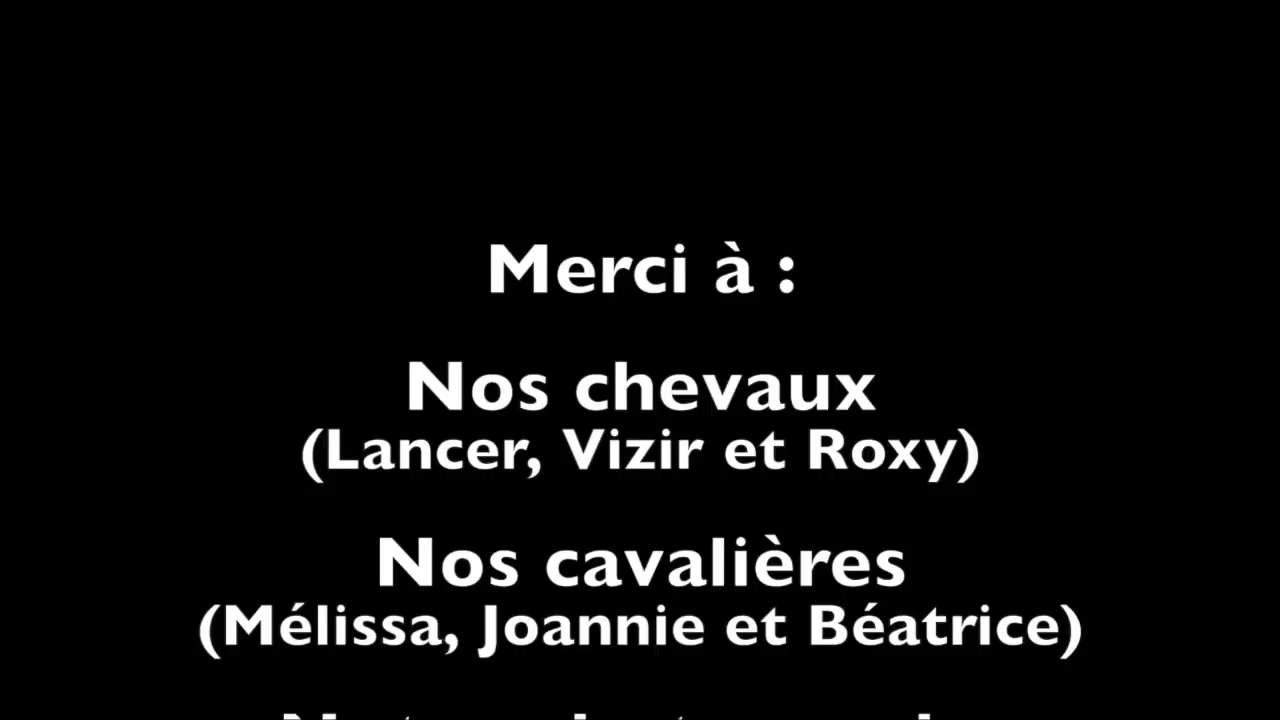 Merci à :
Nos chevaux
(Lancer, Vizir et Roxy)
Nos cavalières
(Mélissa, Joannie et Béatrice)